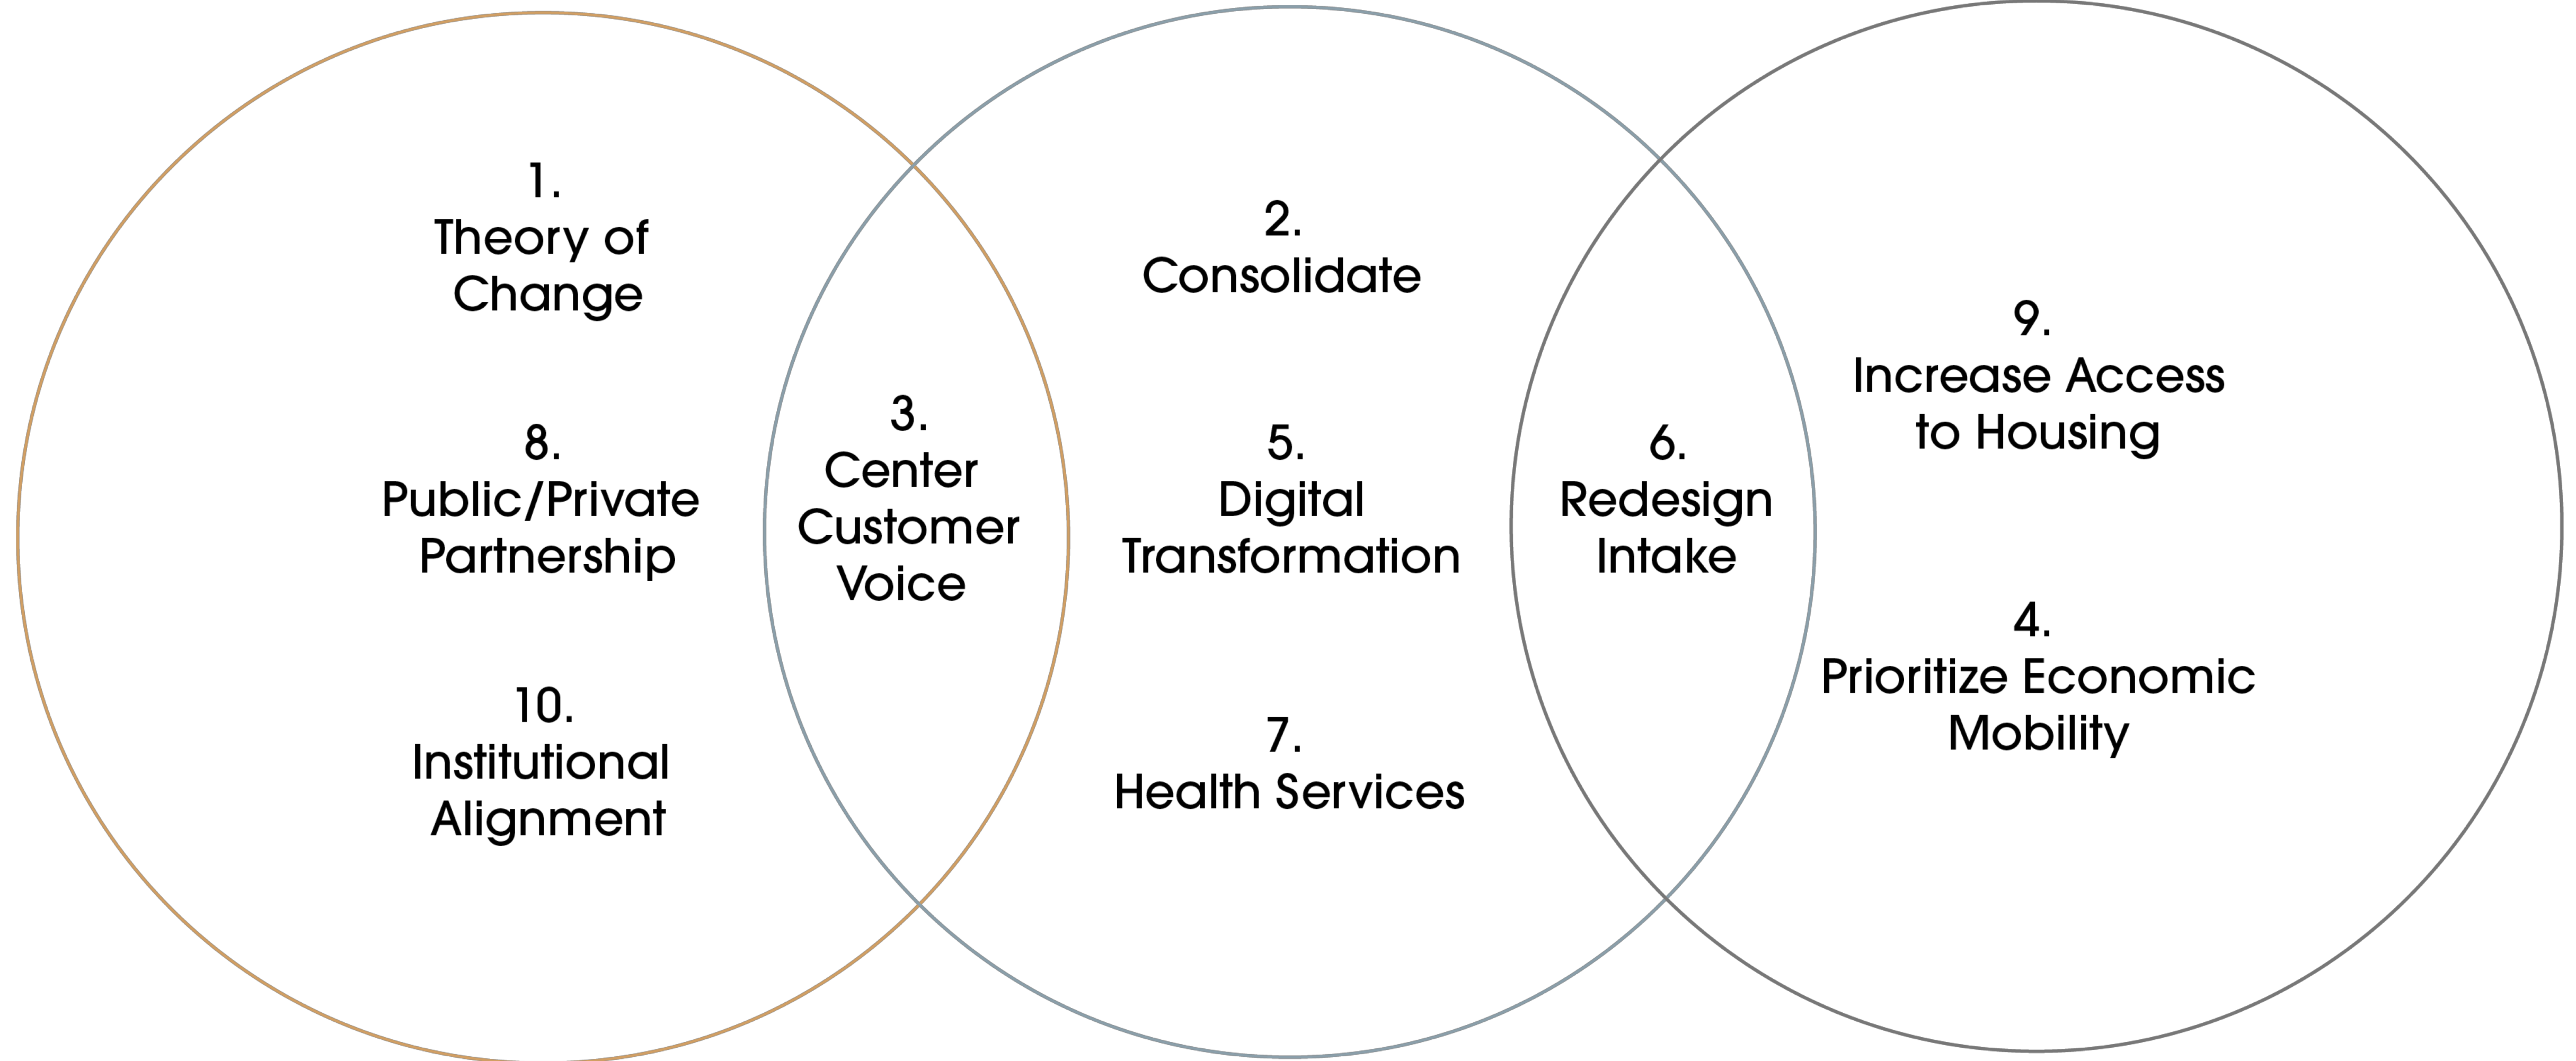 1.
Theory of
Change
8.
Public/Private
Partnership
10.
Institutional
Alignment
3.
Center
Customer
Voice
2.
Consolidate
5.
Digital
Transformation
7.
Health Services
6.
Redesign
Intake
9.
Increase Access
to Housing
4.
Prioritize Economic
Mobility